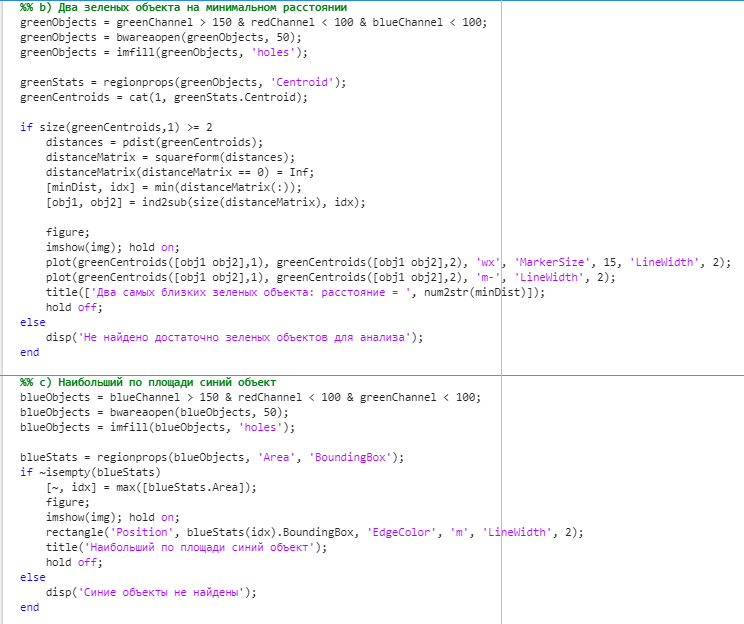 %% b) Два зеленых объекта на минимальном расстоянии
greenObjects = greenChannel > 150 & redChannel < 100 & blueChannel < 100;
greenObjects = bwareaopen(greenObjects, 50);
greenObjects = imfill(greenObjects, 'holes');
greenStats = regionprops(greenObjects, 'Centroid');
greenCentroids = cat(1, greenStats.Centroid);
if size(greenCentroids,1) >= 2
    distances = pdist(greenCentroids);
    distanceMatrix = squareform(distances);
    distanceMatrix(distanceMatrix == 0) = Inf;
    [minDist, idx] = min(distanceMatrix(:));
    [obj1, obj2] = ind2sub(size(distanceMatrix), idx);
    figure;
    imshow(img); hold on;
    plot(greenCentroids([obj1 obj2],1), greenCentroids([obj1 obj2],2), 'wx', 'MarkerSize', 15, 'LineWidth', 2);
    plot(greenCentroids([obj1 obj2],1), greenCentroids([obj1 obj2],2), 'm-', 'LineWidth', 2);
    title(['Два самых близких зеленых объекта: расстояние = ', num2str(minDist)]);
    hold off;
else
    disp('Не найдено достаточно зеленых объектов для анализа');
end
%% c) Наибольший по площади синий объект
blueObjects = blueChannel > 150 & redChannel < 100 & greenChannel < 100;
blueObjects = bwareaopen(blueObjects, 50);
blueObjects = imfill(blueObjects, 'holes');
blueStats = regionprops(blueObjects, 'Area', 'BoundingBox');
if ~isempty(blueStats)
    [~, idx] = max([blueStats.Area]);
    figure;
    imshow(img); hold on;
    rectangle('Position', blueStats(idx).BoundingBox, 'EdgeColor', 'm', 'LineWidth', 2);
    title('Наибольший по площади синий объект');
    hold off;
else
    disp('Синие объекты не найдены');
end